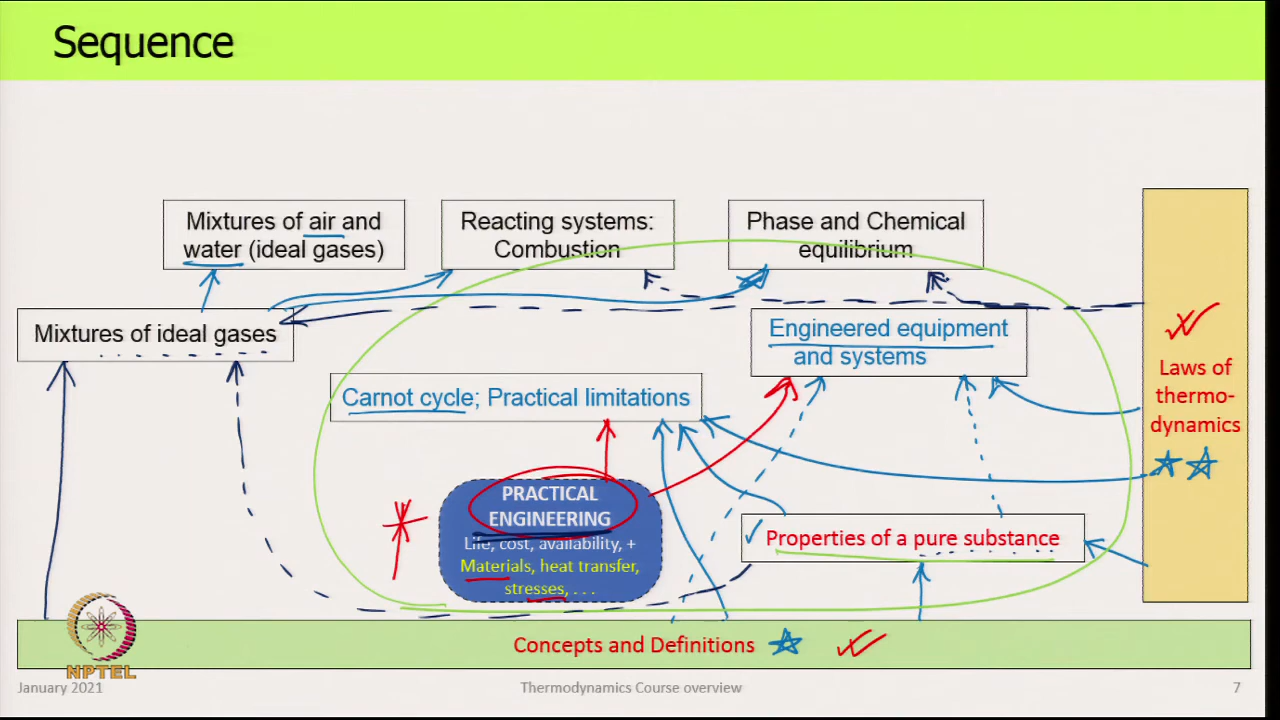 Sequence
Mixtures of air and
water (ideal gases)
Reacting systems:
Combustion
Phase and Chemical
equilibrium
Mixtures of ideal gases
Engineered equipment
and systems
Carnot cycle; Practical limitations
Laws of
thermo-
dynamics
PRACTICAL
ENGINEERING
Life, cost, availability, +
Materials, heat transfer,
stresses, . . .
Properties of a pure substance
Concepts and Definitions
NPTEL
January 2021
Thermodynamics Course overview
7